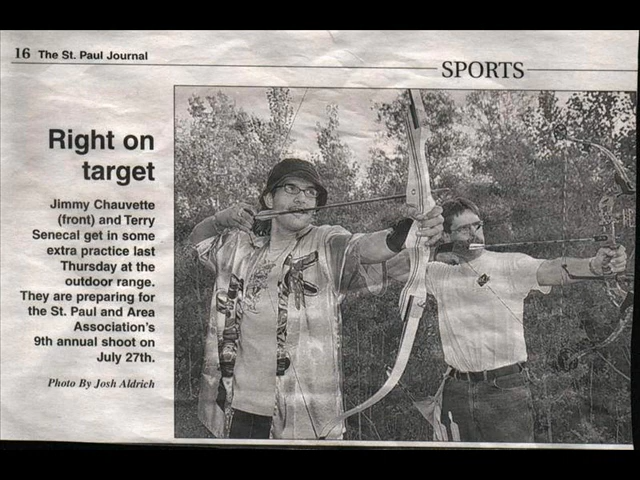 16 The St. Paul Journal
SPORTS
Right on
target
Jimmy Chauvette
(front) and Terry
Senecal get in some
extra practice last
Thursday at the
outdoor range.
They are preparing for
the St. Paul and Area
Association's
9th annual shoot on
July 27th.
Photo By Josh Aldrich